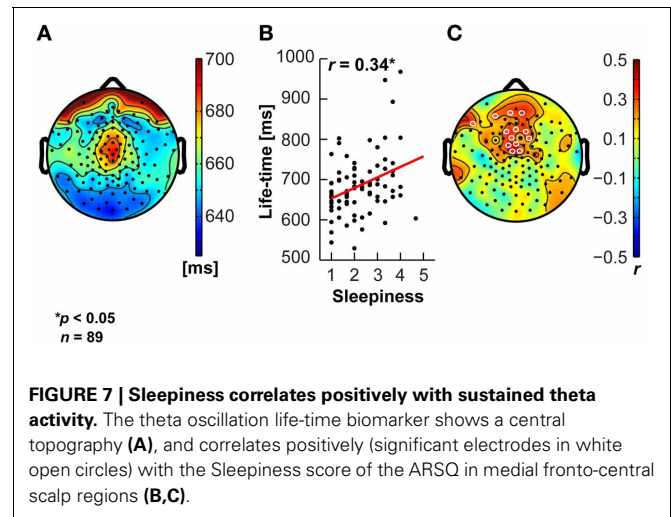 A
B
C
700
680
660
640
[ms]
r = 0.34*
1000
900
800
700
600
500
Life-time [ms]
1 2 3 4 5
Sleepiness
0.5
0.3
0.1
−0.1
−0.3
−0.5
r
*p < 0.05
n = 89
FIGURE 7 | Sleepiness correlates positively with sustained theta
activity. The theta oscillation life-time biomarker shows a central
topography (A), and correlates positively (significant electrodes in white
open circles) with the Sleepiness score of the ARSQ in medial fronto-central
scalp regions (B,C).